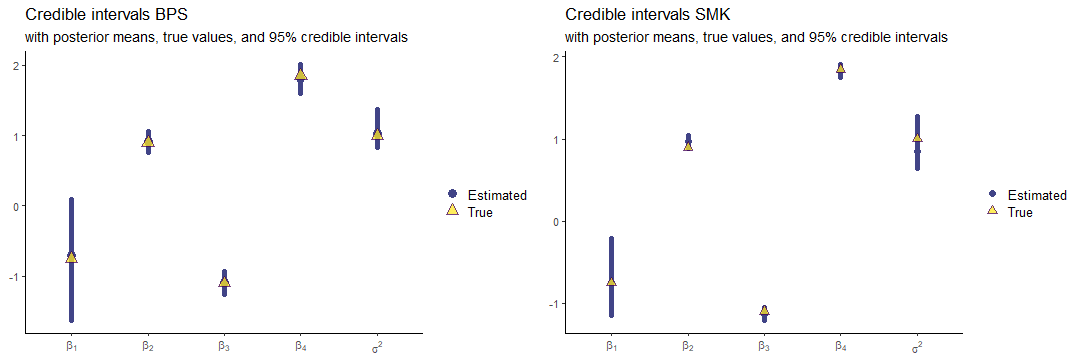 Credible intervals BPS
with posterior means, true values, and 95% credible intervals
2
1
0
-1
β₁ β₂ β₃ β₄ σ²
Estimated
True
Credible intervals SMK
with posterior means, true values, and 95% credible intervals
2
1
0
-1
β₁ β₂ β₃ β₄ σ²
Estimated
True